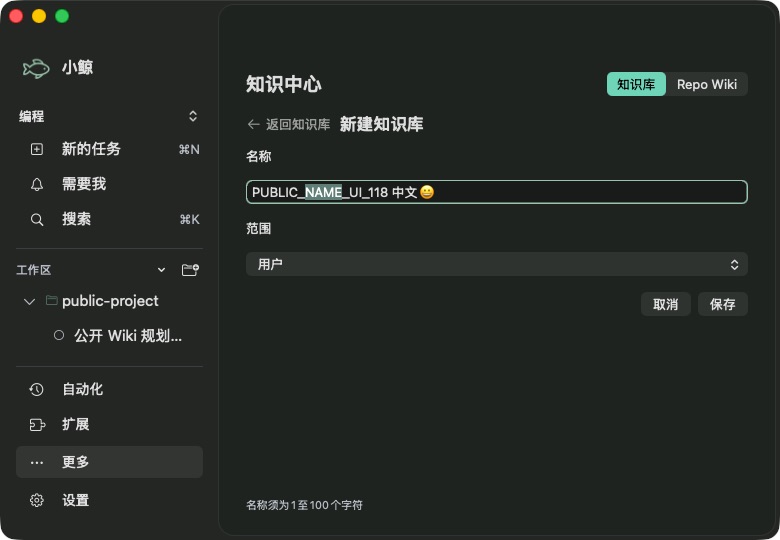 小鲸
编程
新的任务 ⌘N
需要我
搜索 ⌘K
工作区
public-project
公开 Wiki 规划...
自动化
扩展
更多
设置
知识中心
知识库 Repo Wiki
← 返回知识库 新建知识库
名称
PUBLIC_NAME_UI_118 中文😀
范围
用户
取消 保存
名称须为1至100个字符